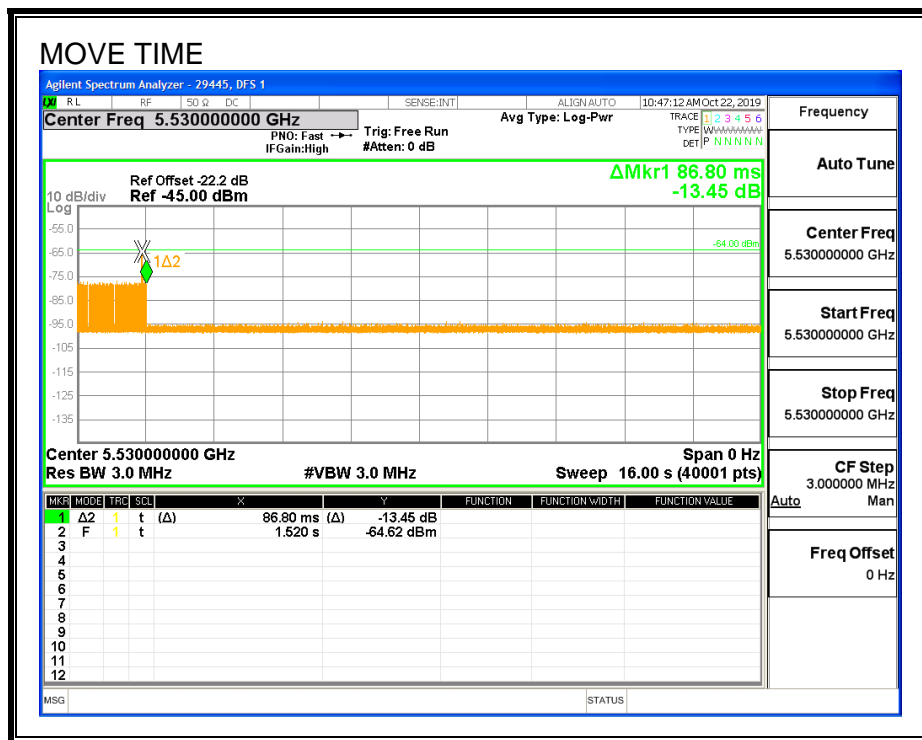 MOVE TIME
Agilent Spectrum Analyzer - 29445, DFS 1
LXI RL RF 50 Ω DC SENSE:INT ALIGN AUTO 10:47:12 AM Oct 22, 2019
Center Freq 5.530000000 GHz
PNO: Fast
IFGain:High
Trig: Free Run
#Atten: 0 dB
Avg Type: Log-Pwr
TRACE 1 2 3 4 5 6
TYPE WWWWWW
DET P N N N N N
ΔMkr1 86.80 ms
-13.45 dB
Ref Offset -22.2 dB
10 dB/div Ref -45.00 dBm
Log
-55.0
-64.00 dBm
-65.0
1Δ2
-75.0
-85.0
-95.0
-105
-115
-125
-135
Center 5.530000000 GHz Span 0 Hz
Res BW 3.0 MHz #VBW 3.0 MHz Sweep 16.00 s (40001 pts)
MKR MODE TRC SCL X Y FUNCTION FUNCTION WIDTH FUNCTION VALUE
1 Δ2 1 t (Δ) 86.80 ms (Δ) -13.45 dB
2 F 1 t 1.520 s -64.62 dBm
3
4
5
6
7
8
9
10
11
12
MSG STATUS
Frequency
Auto Tune
Center Freq
5.530000000 GHz
Start Freq
5.530000000 GHz
Stop Freq
5.530000000 GHz
CF Step
3.000000 MHz
Auto Man
Freq Offset
0 Hz